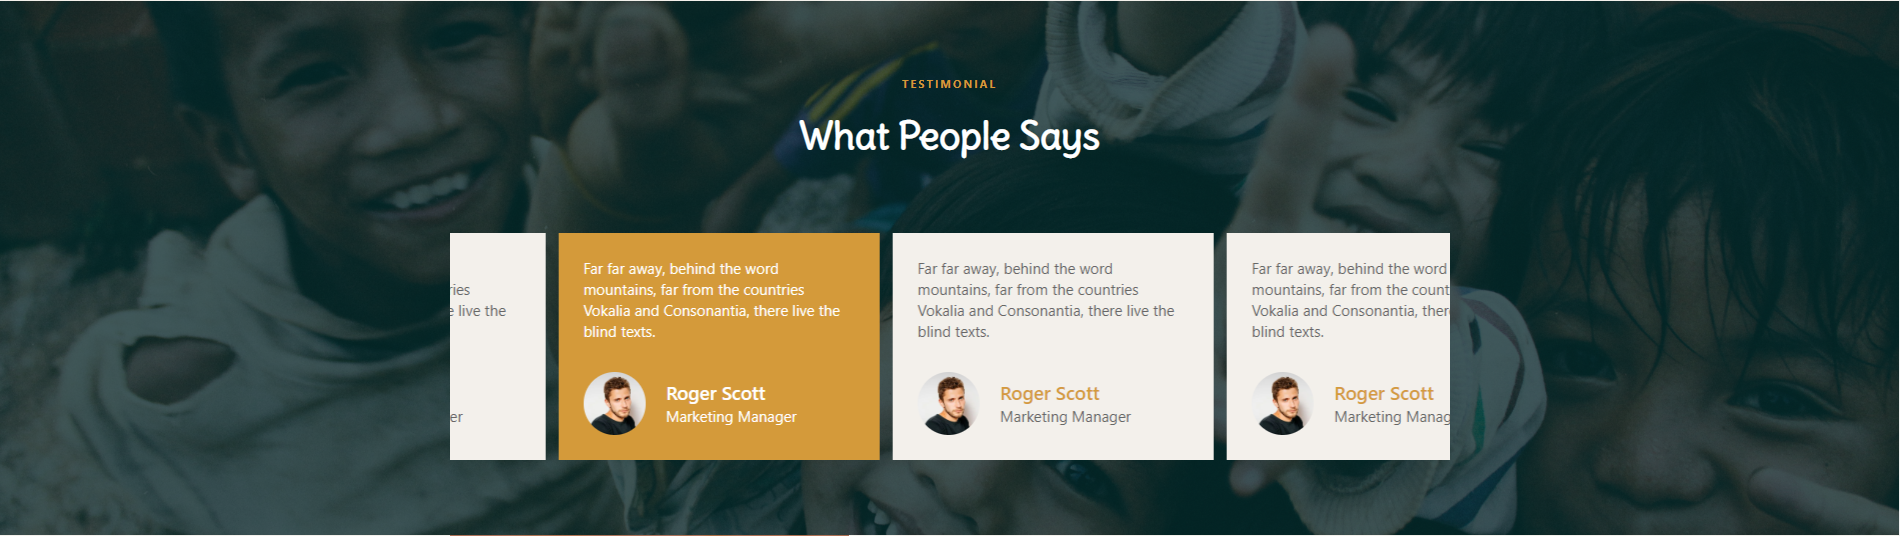 TESTIMONIAL
What People Says
ries
live the
er
Far far away, behind the word
mountains, far from the countries
Vokalia and Consonantia, there live the
blind texts.
Roger Scott
Marketing Manager
Far far away, behind the word
mountains, far from the countries
Vokalia and Consonantia, there live the
blind texts.
Roger Scott
Marketing Manager
Far far away, behind the word
mountains, far from the count
Vokalia and Consonantia, ther
blind texts.
Roger Scott
Marketing Manag